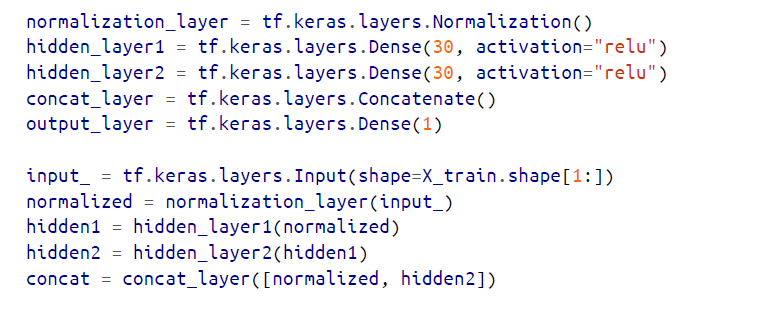 normalization_layer = tf.keras.layers.Normalization()
hidden_layer1 = tf.keras.layers.Dense(30, activation="relu")
hidden_layer2 = tf.keras.layers.Dense(30, activation="relu")
concat_layer = tf.keras.layers.Concatenate()
output_layer = tf.keras.layers.Dense(1)
input_ = tf.keras.layers.Input(shape=X_train.shape[1:])
normalized = normalization_layer(input_)
hidden1 = hidden_layer1(normalized)
hidden2 = hidden_layer2(hidden1)
concat = concat_layer([normalized, hidden2])